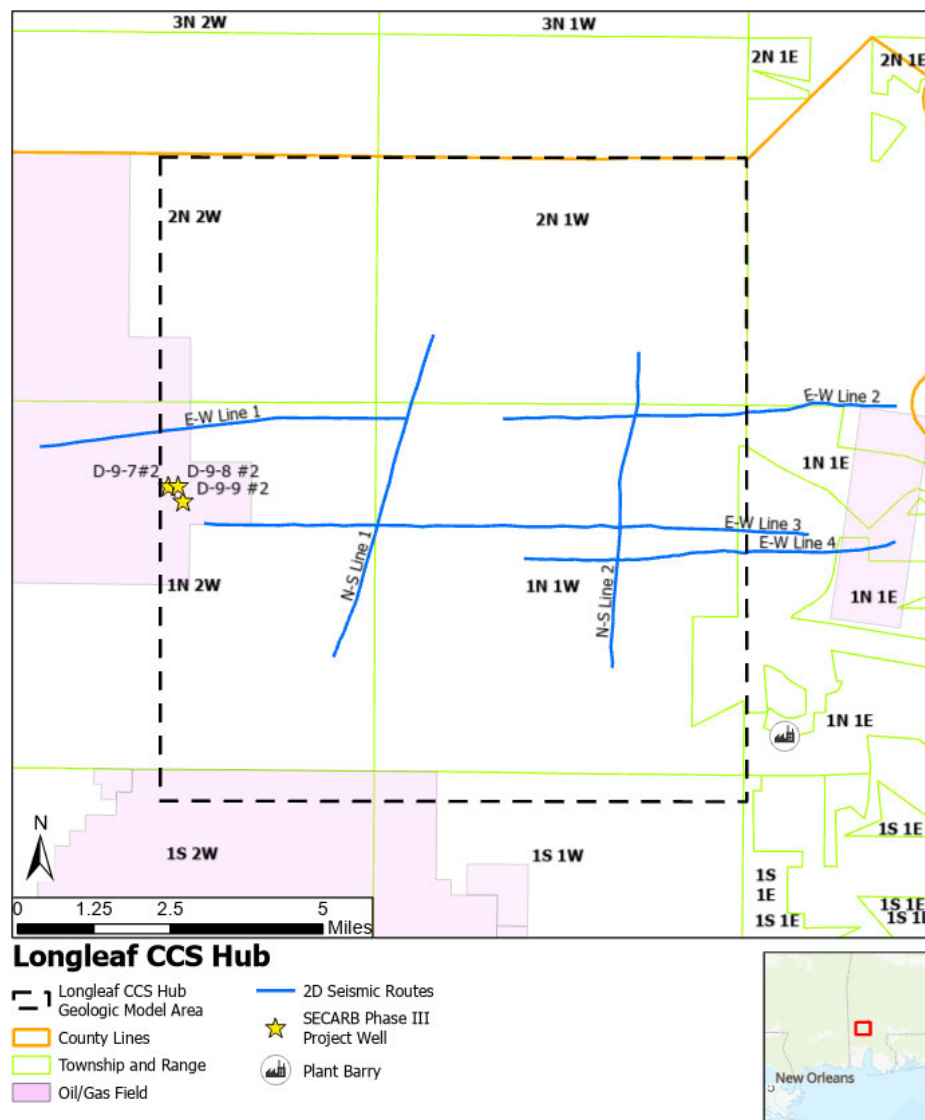 3N 2W
3N 1W
2N 1E
2N 1E
2N 2W
2N 1W
E-W Line 1
E-W Line 2
D-9-7#2
D-9-8 #2
D-9-9 #2
1N 1E
E-W Line 3
E-W Line 4
N-S Line 1
N-S Line 2
1N 2W
1N 1W
1N 1E
1N 1E
N
1S 2W
1S 1W
1S 1E
1S
1E
1S 1E
1S 1E
1S 1E
0 1.25 2.5 5
Miles
Longleaf CCS Hub
Longleaf CCS Hub
Geologic Model Area
County Lines
Township and Range
Oil/Gas Field
2D Seismic Routes
SECARB Phase III
Project Well
Plant Barry
New Orleans